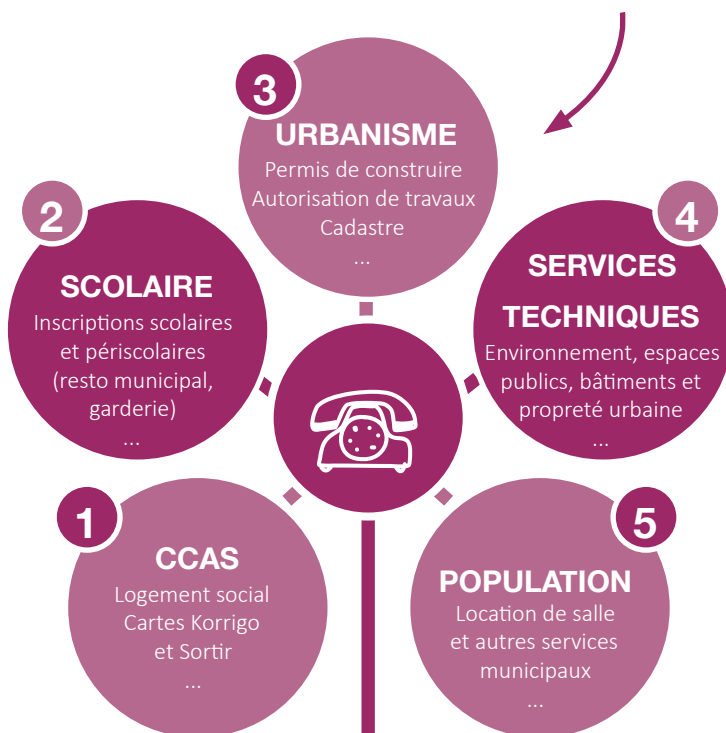 1
CCAS
Logement social
Cartes Korrigo
et Sortir
...
2
SCOLAIRE
Inscriptions scolaires
et périscolaires
(resto municipal,
garderie)
...
3
URBANISME
Permis de construire
Autorisation de travaux
Cadastre
...
4
SERVICES
TECHNIQUES
Environnement, espaces
publics, bâtiments et
propreté urbaine
...
5
POPULATION
Location de salle
et autres services
municipaux
...